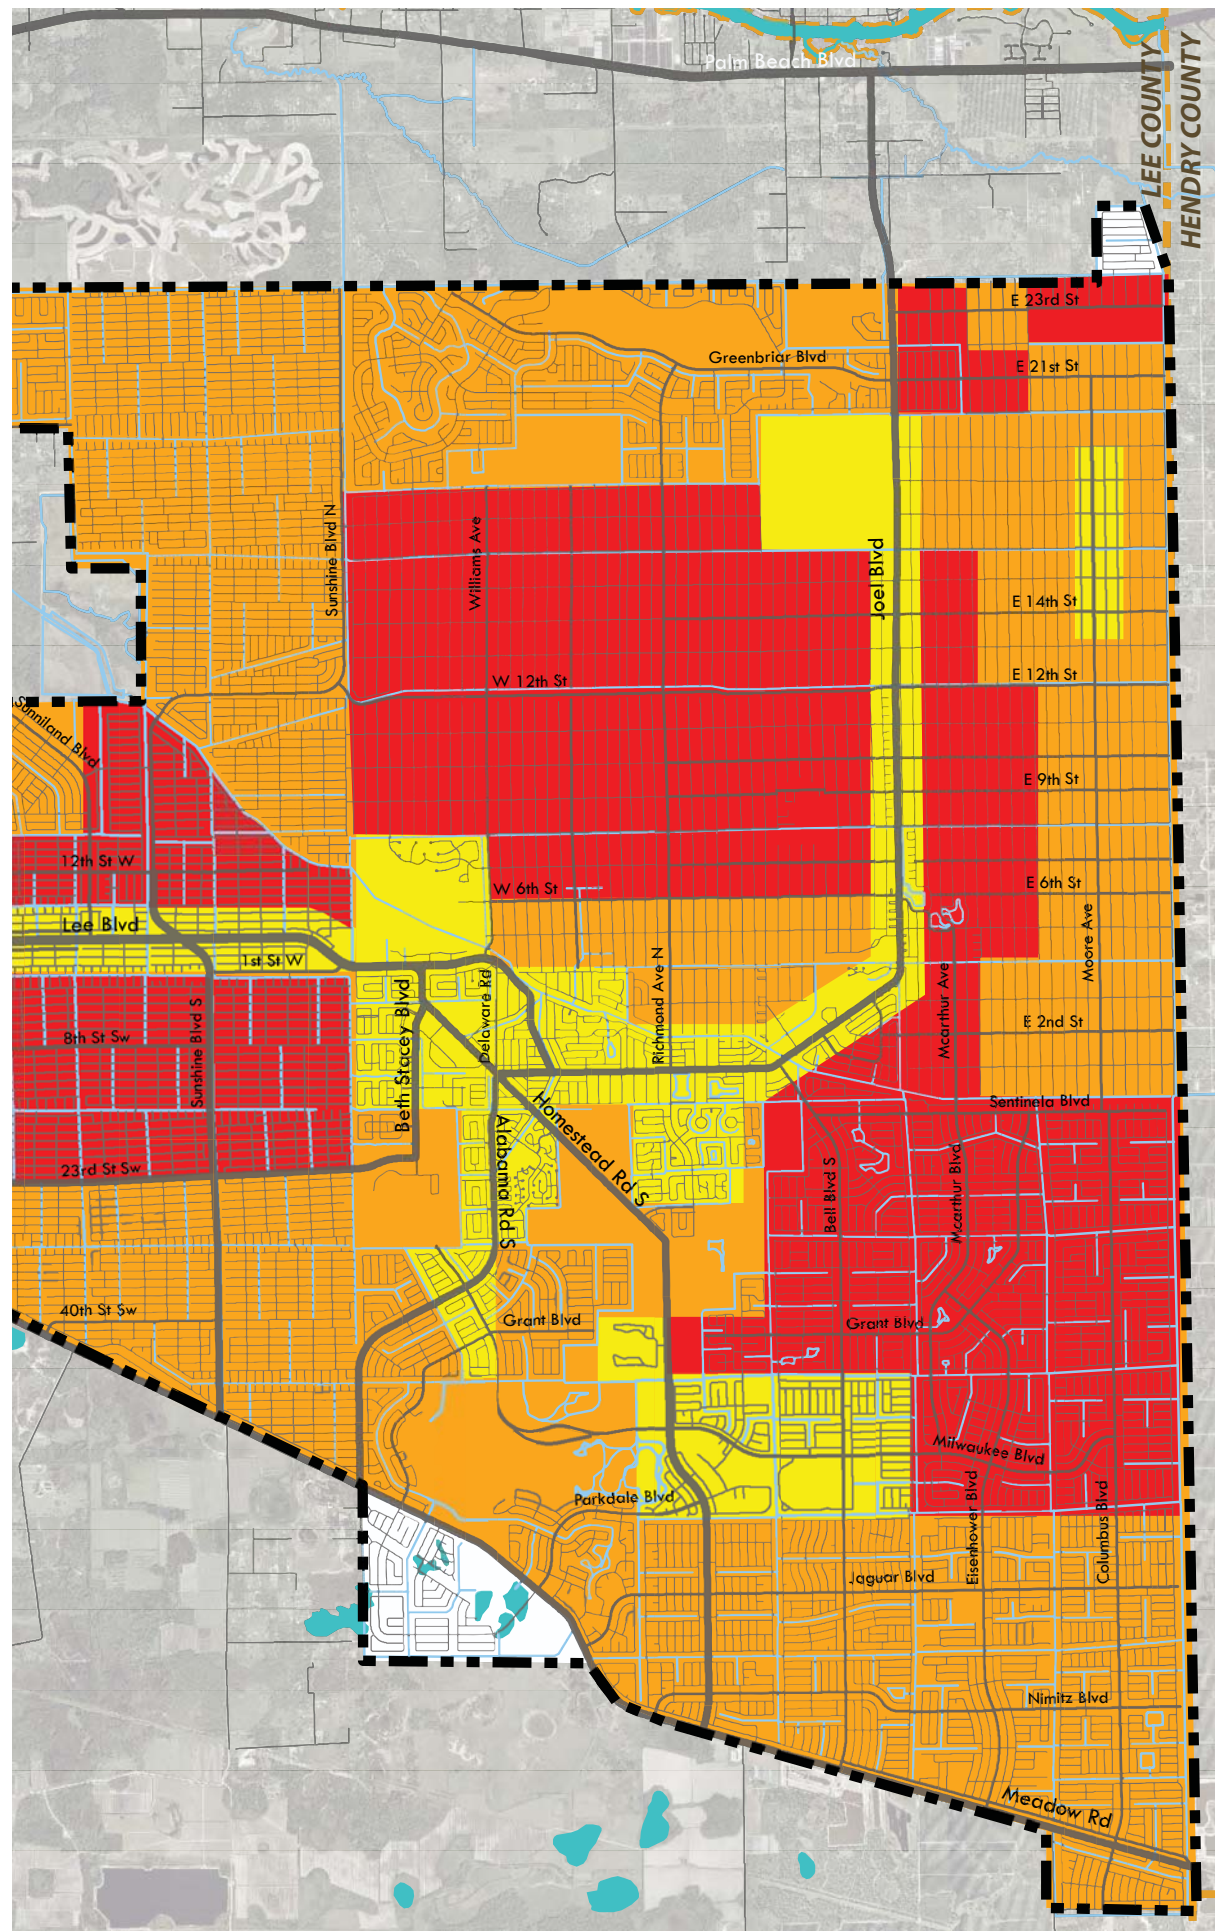 Palm Beach Blvd
LEE COUNTY
HENDRY COUNTY
E 23rd St
Greenbriar Blvd
E 21st St
Sunshine Blvd N
Williams Ave
Joel Blvd
E 14th St
W 12th St
E 12th St
Sunniland Blvd
E 9th St
12th St W
W 6th St
E 6th St
Lee Blvd
1st St W
Moore Ave
Delaware Rd
Richmond Ave N
Mcarthur Ave
Beth Stacey Blvd
8th St Sw
Sunshine Blvd S
E 2nd St
Sentinela Blvd
Homestead Rd S
Alabama Rd S
23rd St Sw
Bell Blvd S
Mcarthur Blvd
40th St Sw
Grant Blvd
Grant Blvd
Milwaukee Blvd
Parkdale Blvd
Eisenhower Blvd
Columbus Blvd
Jaguar Blvd
Nimitz Blvd
Meadow Rd